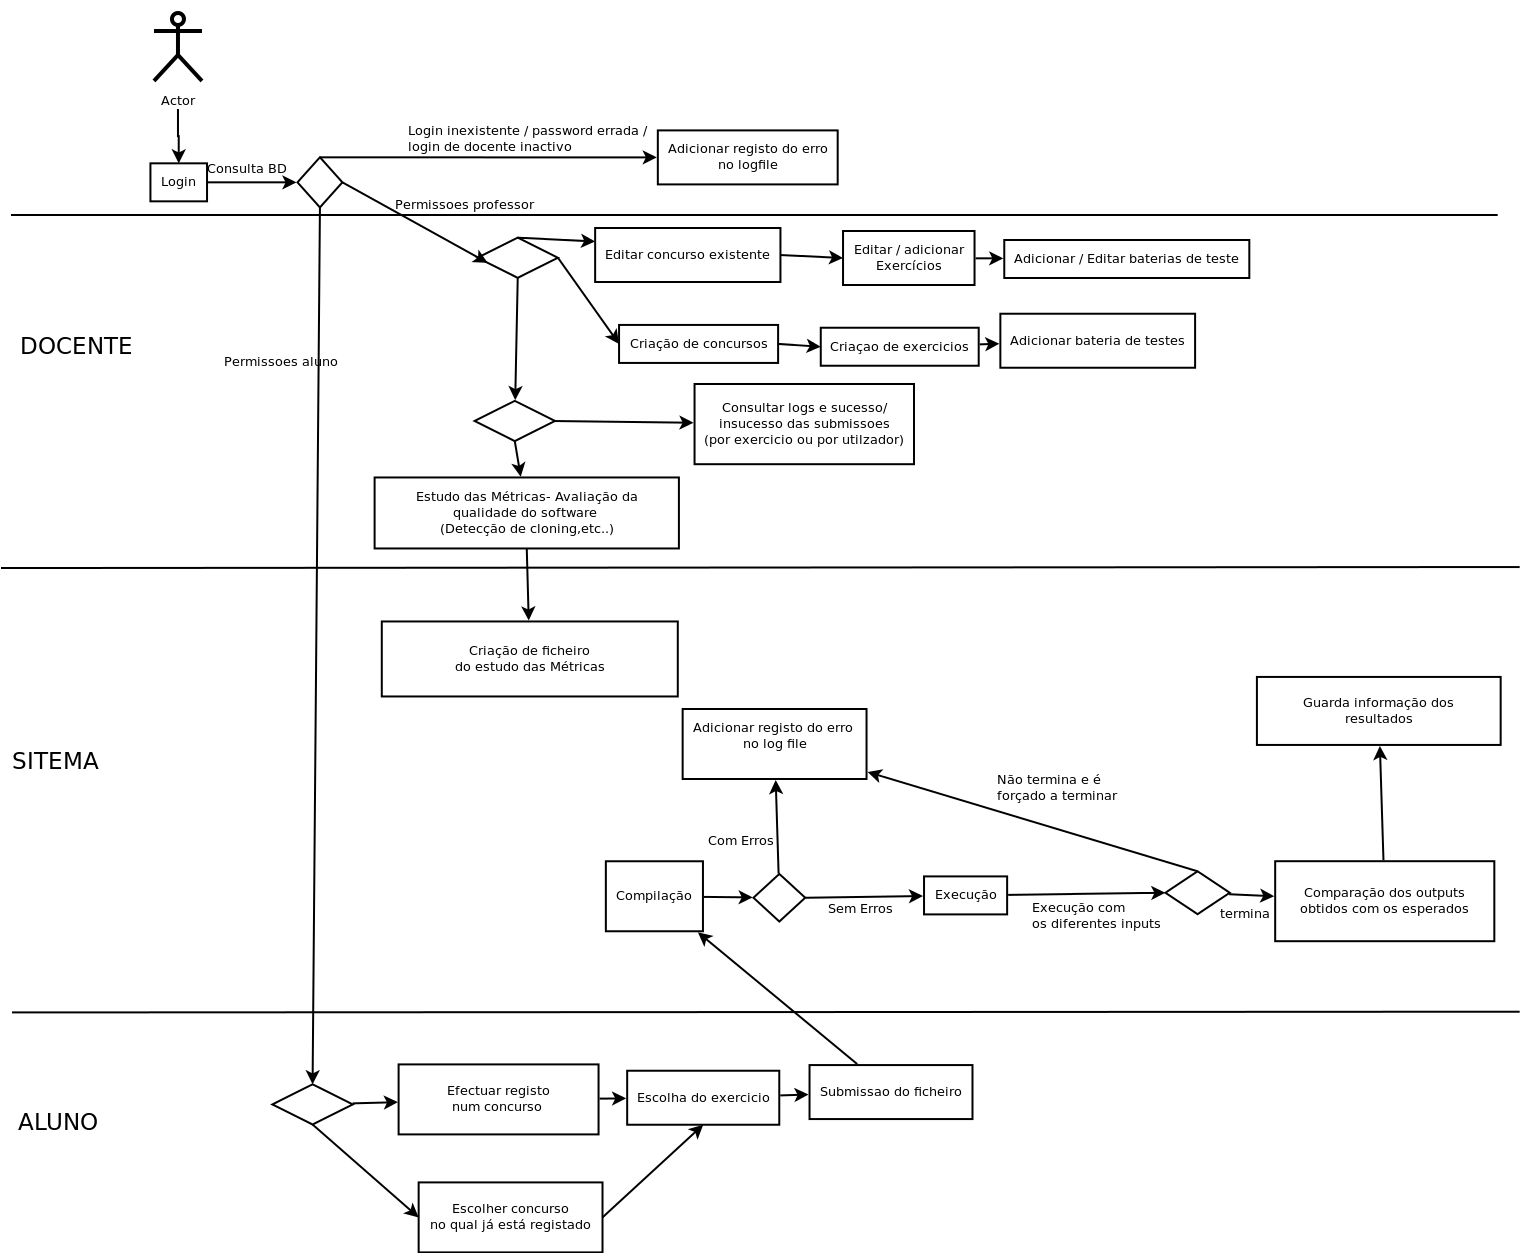 Actor
Login
Consulta BD
Login inexistente / password errada /
login de docente inactivo
Adicionar registo do erro
no logfile
Permissoes professor
Editar concurso existente
Editar / adicionar
Exercícios
Adicionar / Editar baterias de teste
DOCENTE
Permissoes aluno
Criação de concursos
Criaçao de exercicios
Adicionar bateria de testes
Consultar logs e sucesso/
insucesso das submissoes
(por exercicio ou por utilzador)
Estudo das Métricas- Avaliação da
qualidade do software
(Detecção de cloning,etc..)
Criação de ficheiro
do estudo das Métricas
SITEMA
Adicionar registo do erro
no log file
Guarda informação dos
resultados
Não termina e é
forçado a terminar
Com Erros
Compilação
Sem Erros
Execução
Execução com
os diferentes inputs
termina
Comparação dos outputs
obtidos com os esperados
ALUNO
Efectuar registo
num concurso
Escolha do exercicio
Submissao do ficheiro
Escolher concurso
no qual já está registado